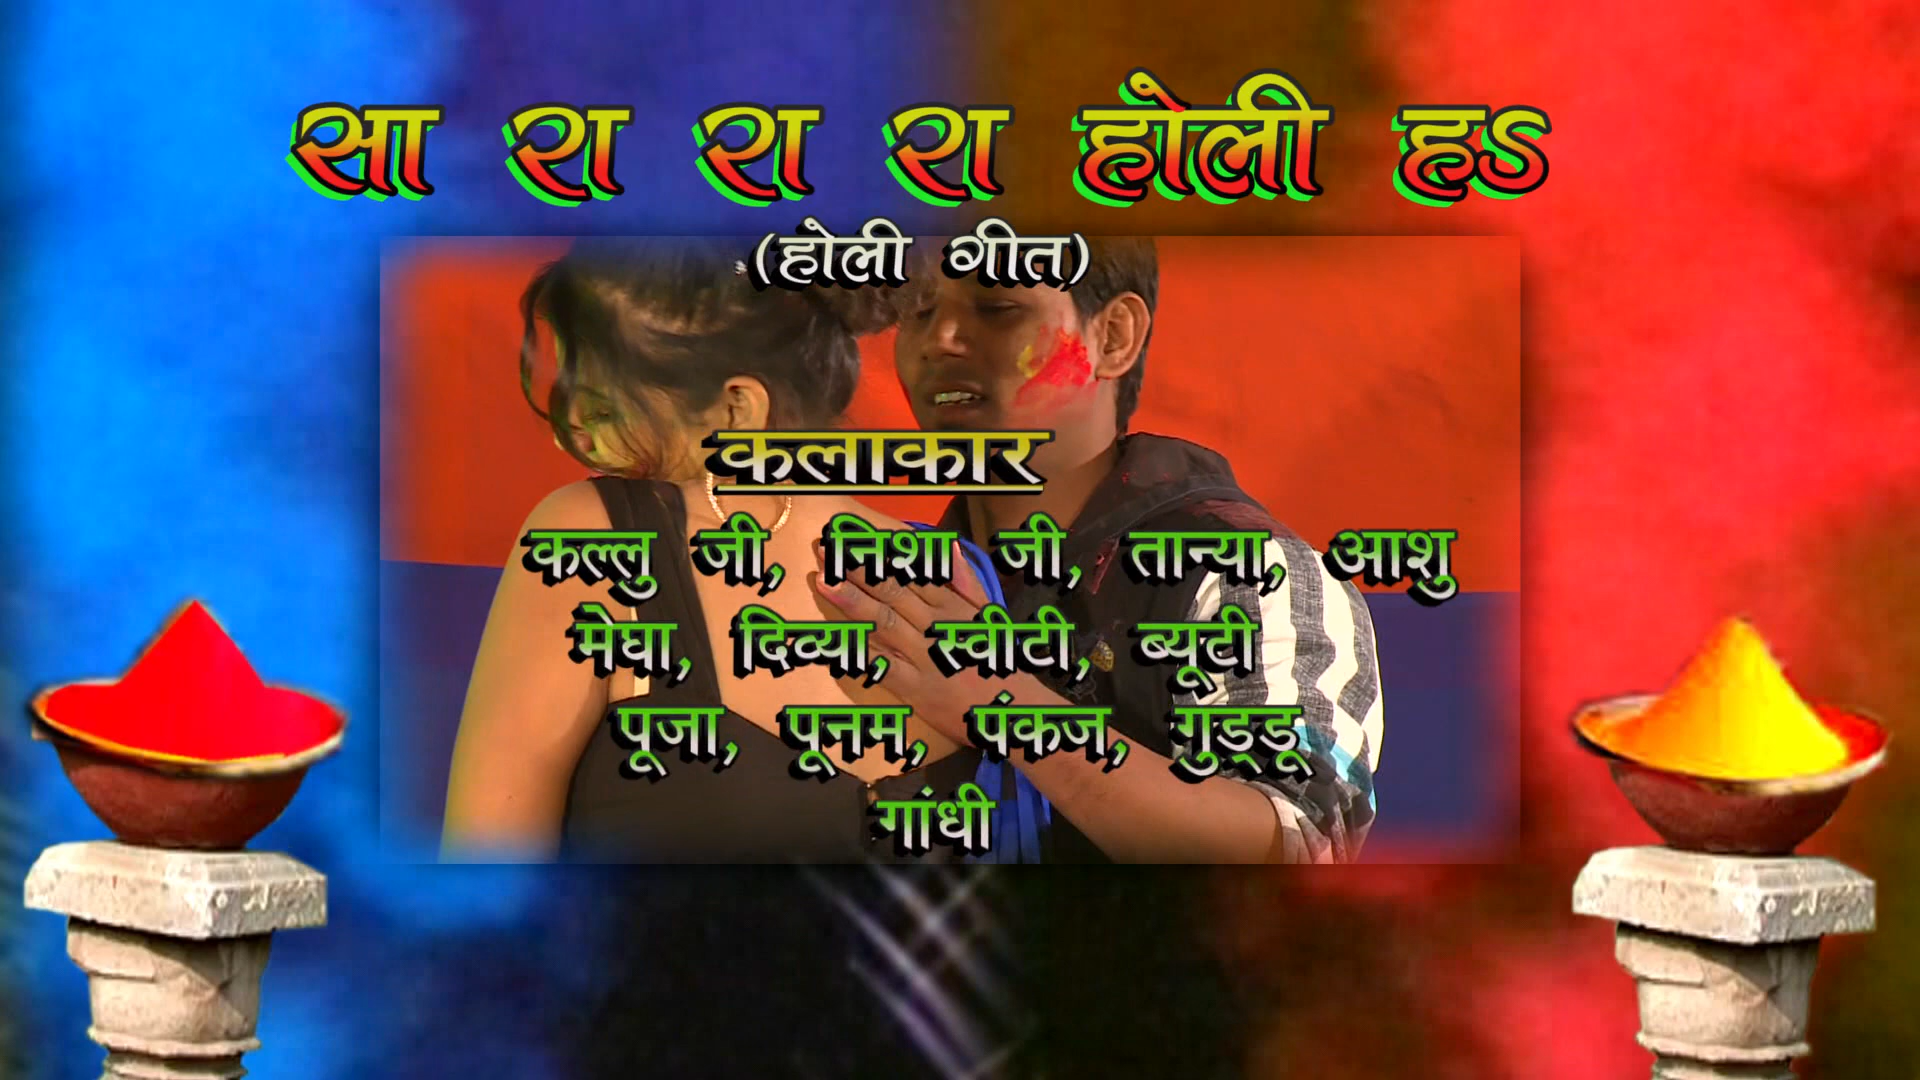 सा रा रा रा होली हऽ
(होली गीत)
कलाकार
कल्लु जी, निशा जी, तान्या, आशु
मेघा, दिव्या, स्वीटी, ब्यूटी
पूजा, पूनम, पंकज, गुड्डू
गांधी